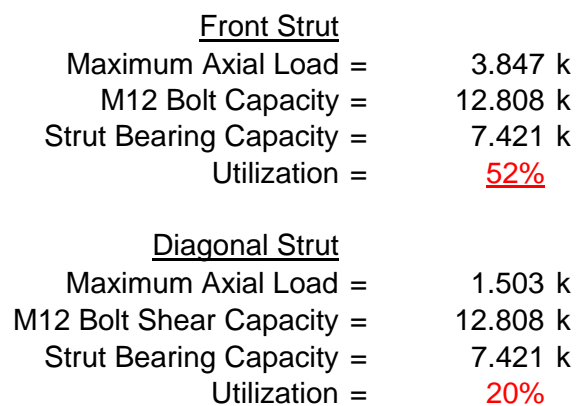 Front Strut
Maximum Axial Load = 3.847 k
M12 Bolt Capacity = 12.808 k
Strut Bearing Capacity = 7.421 k
Utilization = 52%
Diagonal Strut
Maximum Axial Load = 1.503 k
M12 Bolt Shear Capacity = 12.808 k
Strut Bearing Capacity = 7.421 k
Utilization = 20%